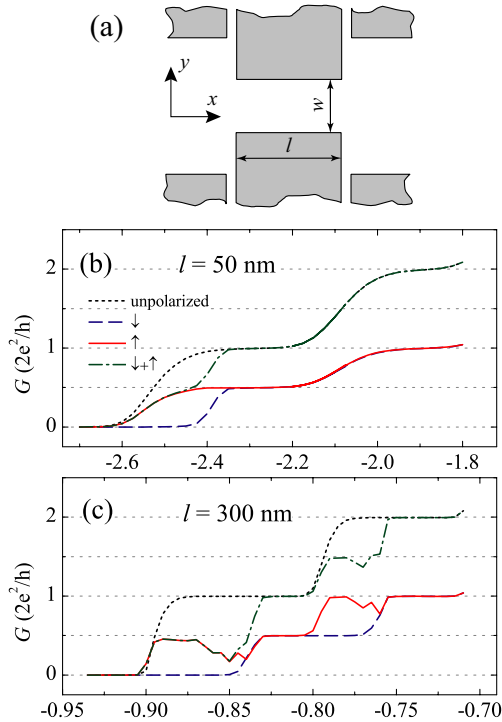 (a)
y
x
w
l
(b)
l = 50 nm
2
1
0
G (2e²/h)
unpolarized
↓
↑
↓+↑
-2.6 -2.4 -2.2 -2.0 -1.8
(c)
l = 300 nm
2
1
0
G (2e²/h)
-0.95 -0.90 -0.85 -0.80 -0.75 -0.70